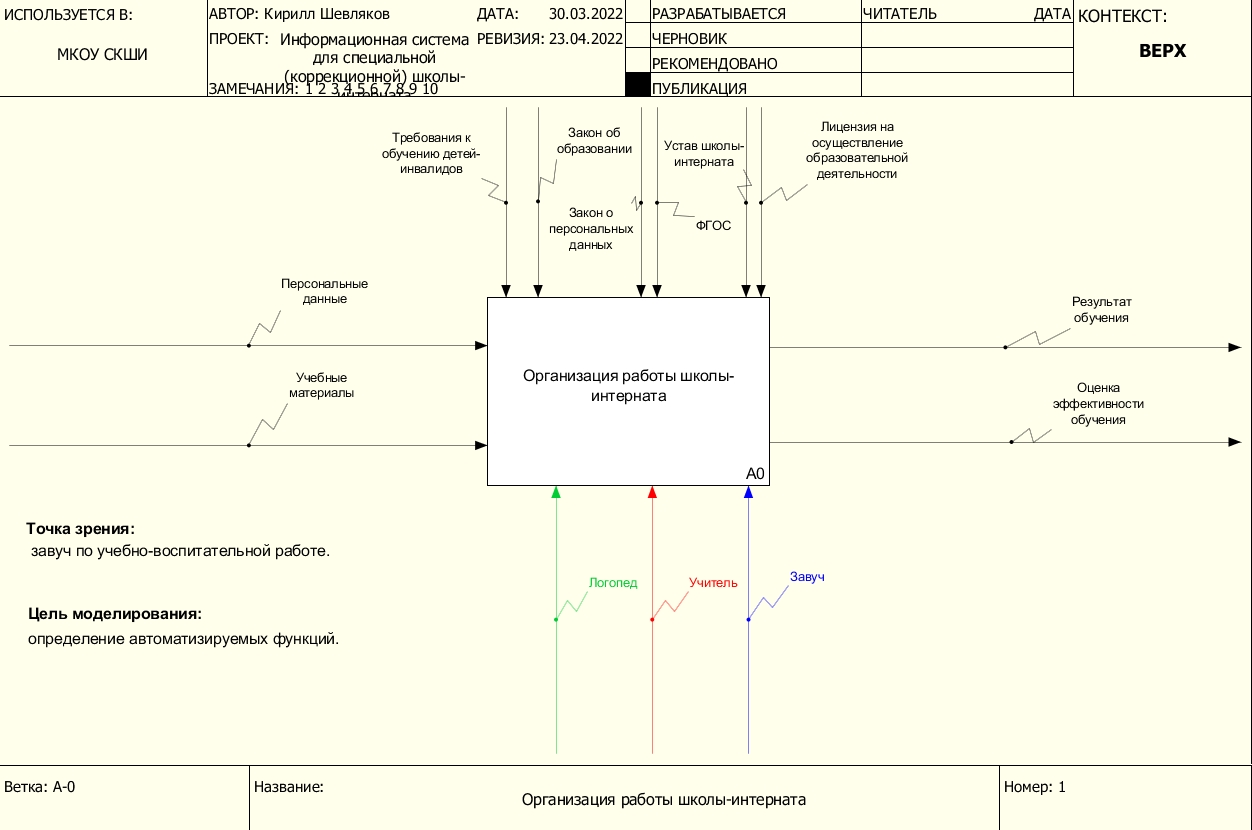 ИСПОЛЬЗУЕТСЯ В:
МКОУ СКШИ
АВТОР: Кирилл Шевляков
ДАТА: 30.03.2022
ПРОЕКТ: Информационная система
для специальной
(коррекционной) школы-
интерната
РЕВИЗИЯ: 23.04.2022
ЗАМЕЧАНИЯ: 1 2 3 4 5 6 7 8 9 10
РАЗРАБАТЫВАЕТСЯ
ЧЕРНОВИК
РЕКОМЕНДОВАНО
ПУБЛИКАЦИЯ
ЧИТАТЕЛЬ ДАТА
КОНТЕКСТ:
ВЕРХ
Требования к
обучению детей-
инвалидов
Закон об
образовании
Закон о
персональных
данных
ФГОС
Устав школы-
интерната
Лицензия на
осуществление
образовательной
деятельности
Персональные
данные
Учебные
материалы
Организация работы школы-
интерната
A0
Результат
обучения
Оценка
эффективности
обучения
Точка зрения:
завуч по учебно-воспитательной работе.
Цель моделирования:
определение автоматизируемых функций.
Логопед
Учитель
Завуч
Ветка: A-0
Название:
Организация работы школы-интерната
Номер: 1